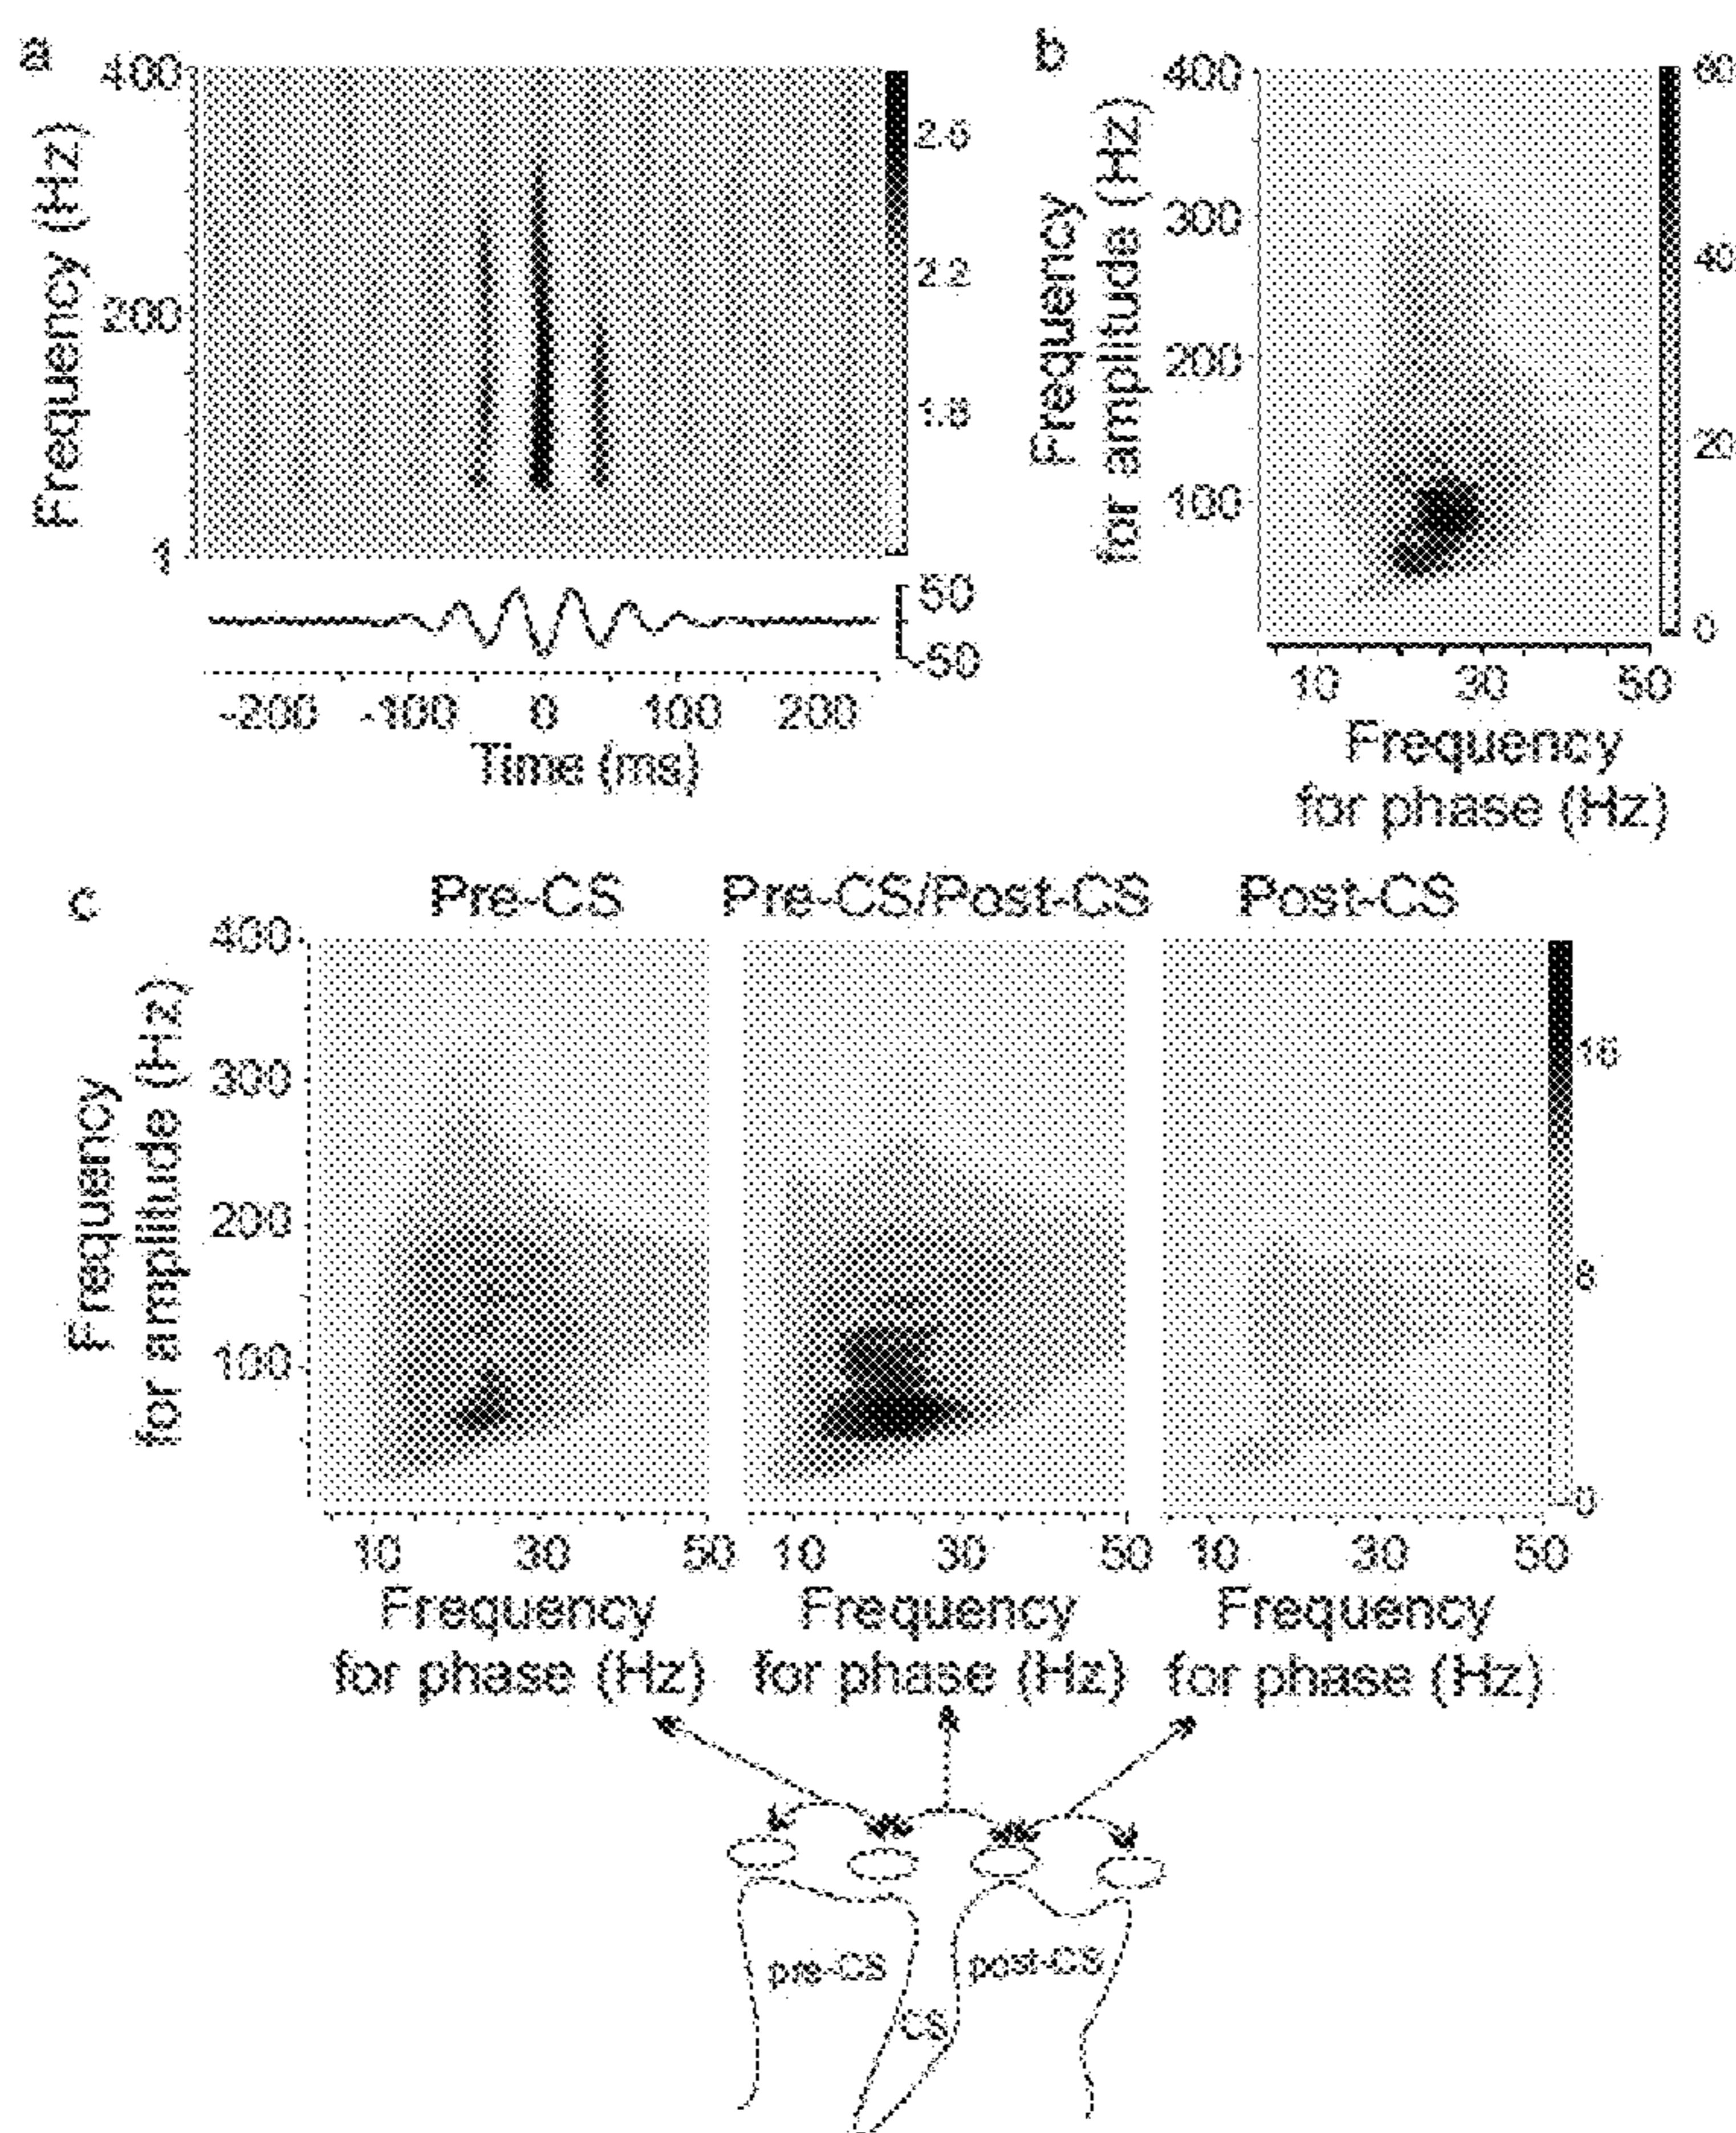 a
400
200
1
Frequency (Hz)
2.6
2.2
1.8
50
-50
-200 -100 0 100 200
Time (ms)
b
400
300
200
100
Frequency
for amplitude (Hz)
60
40
20
0
10 30 50
Frequency
for phase (Hz)
c
Pre-CS Pre-CS/Post-CS Post-CS
400
300
200
100
Frequency
for amplitude (Hz)
16
0
10 30 50 10 30 50 10 30 50
Frequency Frequency Frequency
for phase (Hz) for phase (Hz) for phase (Hz)
pre-CS post-CS
CS